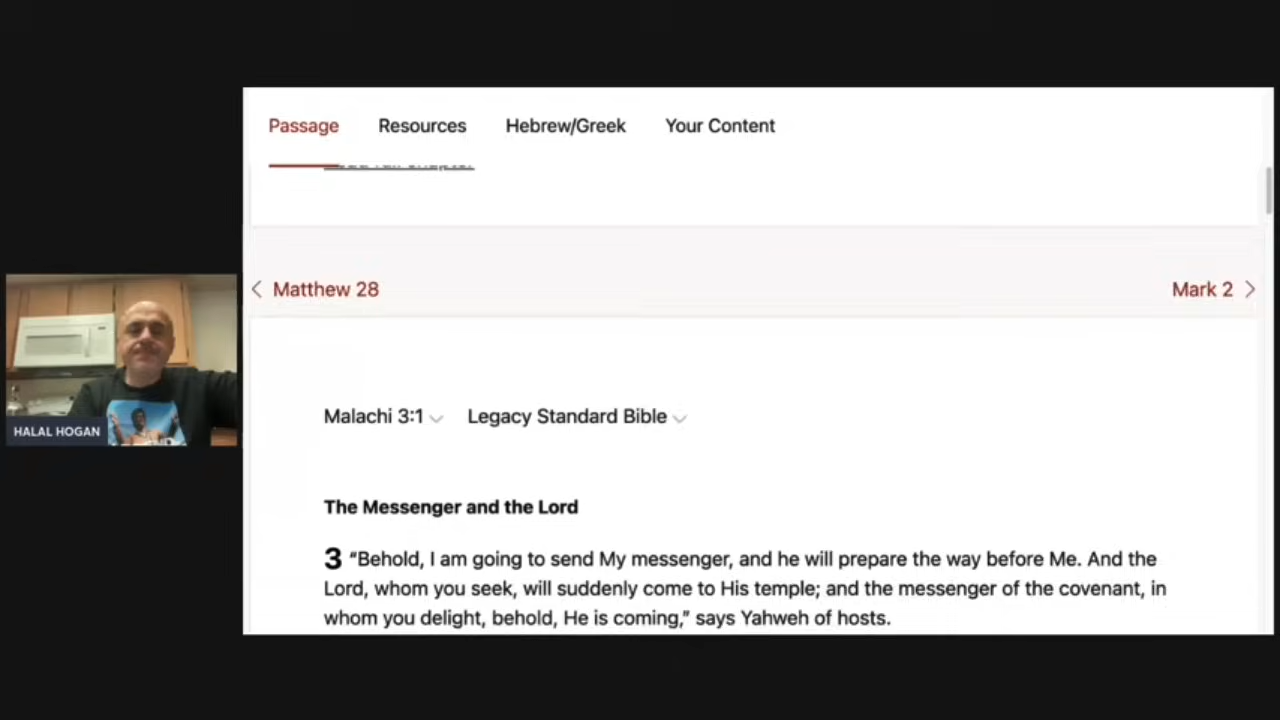 Passage
Resources
Hebrew/Greek
Your Content
Matthew 28
Mark 2
HALAL HOGAN
Malachi 3:1
Legacy Standard Bible
The Messenger and the Lord
3 “Behold, I am going to send My messenger, and he will prepare the way before Me. And the
Lord, whom you seek, will suddenly come to His temple; and the messenger of the covenant, in
whom you delight, behold, He is coming,” says Yahweh of hosts.